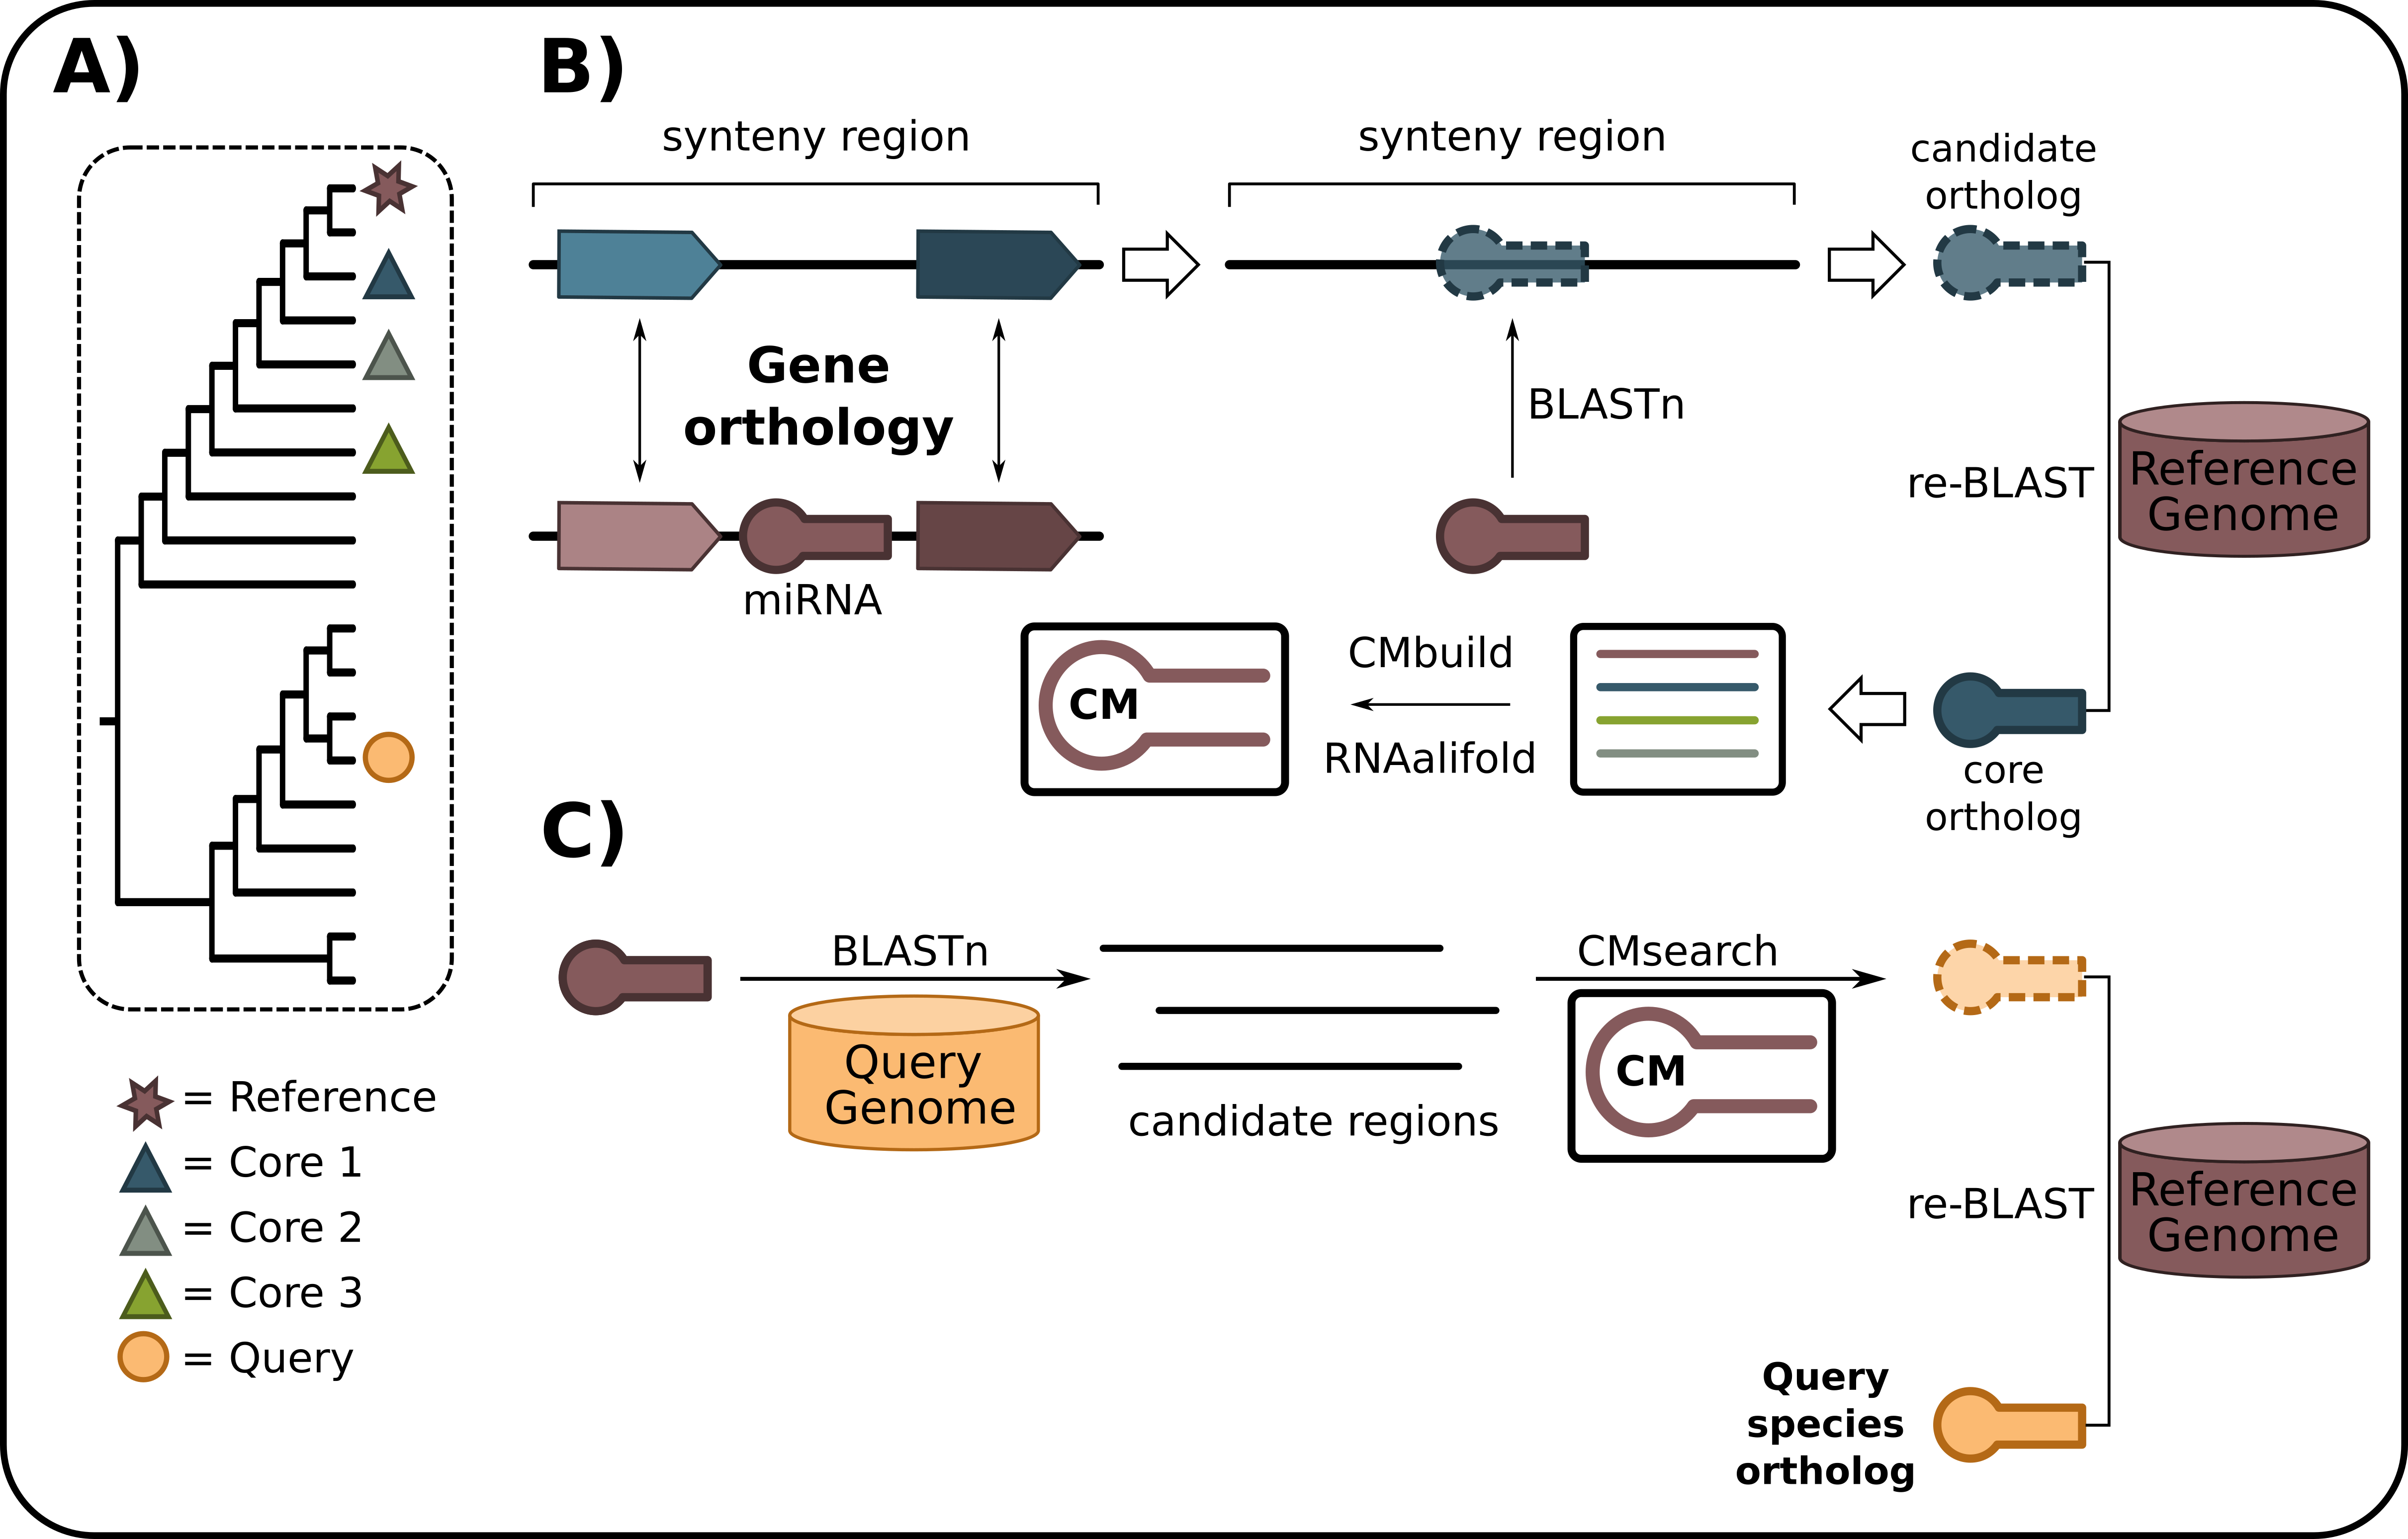 A)
= Reference
= Core 1
= Core 2
= Core 3
= Query
B)
synteny region
synteny region
candidate
ortholog
Gene
orthology
BLASTn
re-BLAST
Reference
Genome
miRNA
CM
CMbuild
RNAalifold
core
ortholog
C)
BLASTn
Query
Genome
candidate regions
CMsearch
CM
re-BLAST
Reference
Genome
Query
species
ortholog